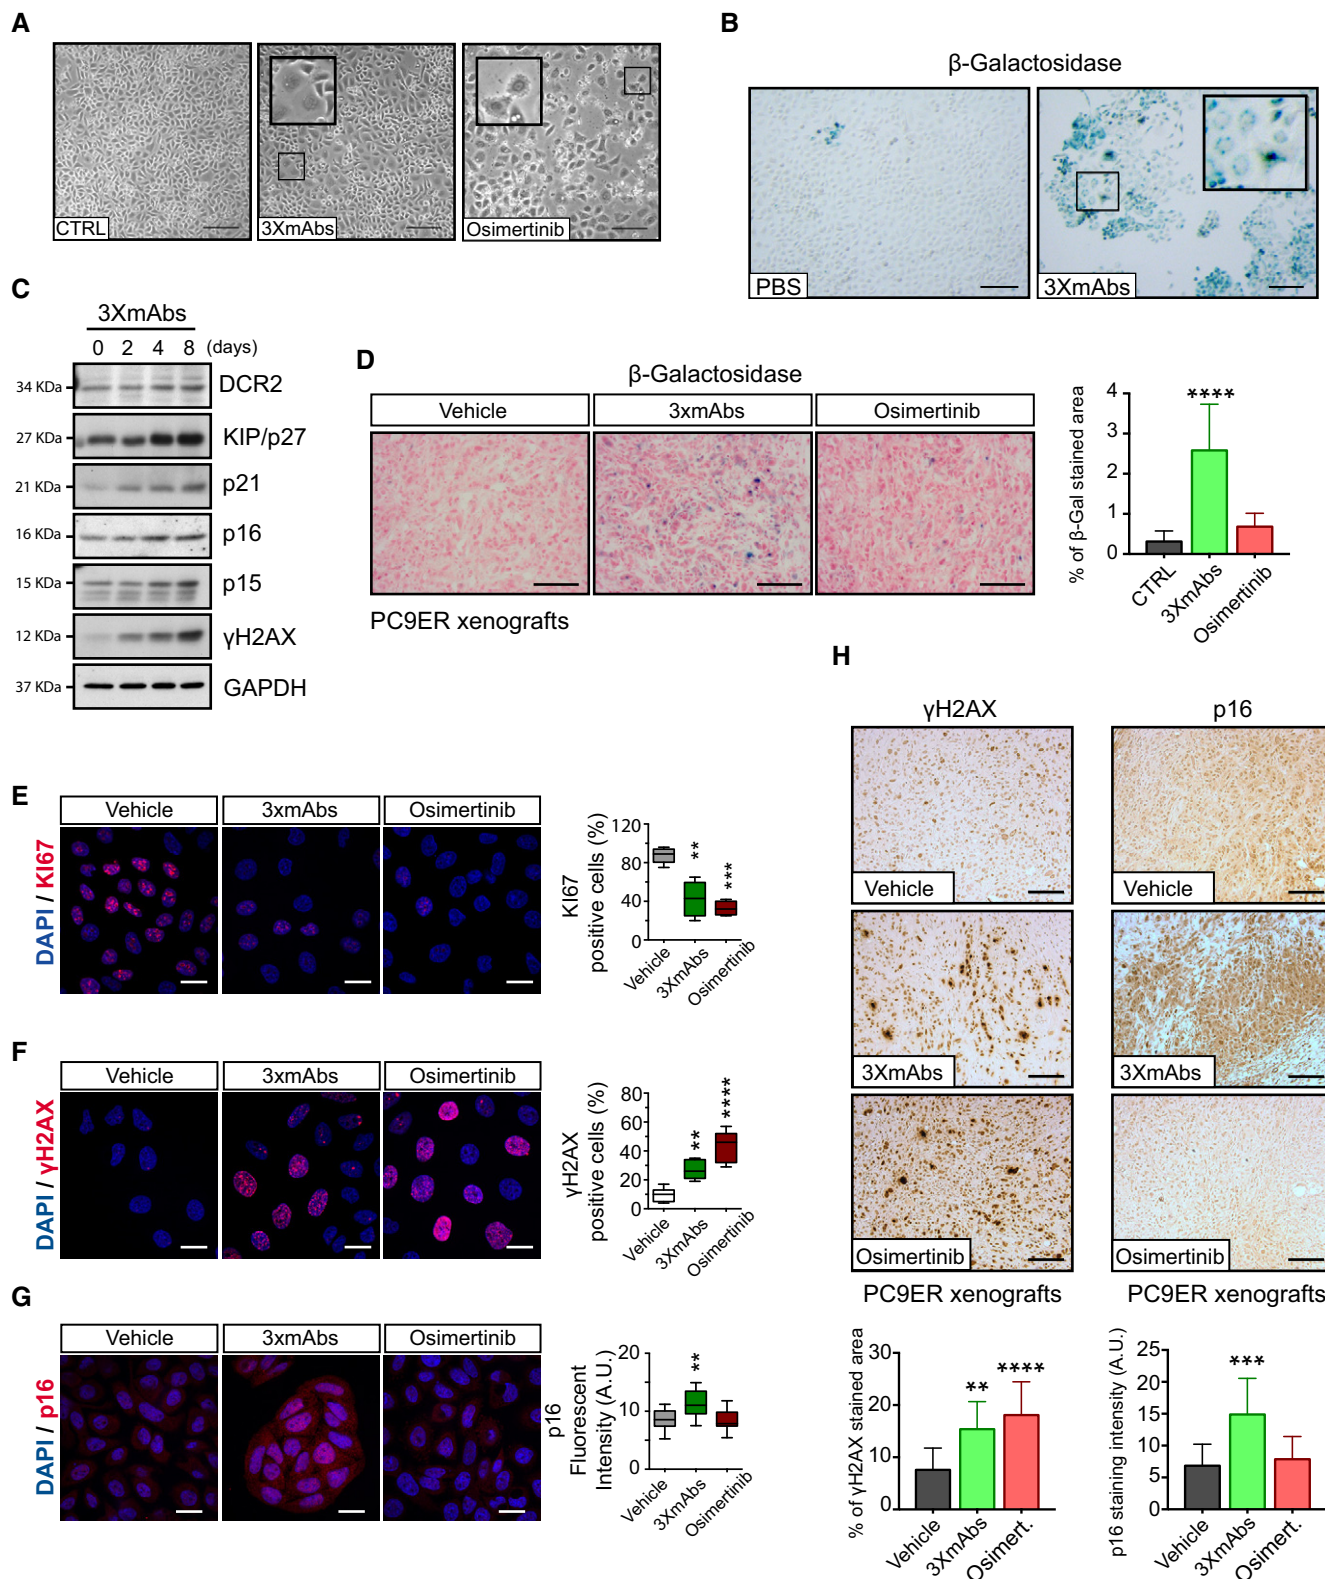 A
CTRL
3XmAbs
Osimertinib
B
β-Galactosidase
PBS
3XmAbs
C
3XmAbs
0 2 4 8 (days)
34 KDa DCR2
27 KDa KIP/p27
21 KDa p21
16 KDa p16
15 KDa p15
12 KDa γH2AX
37 KDa GAPDH
D
β-Galactosidase
Vehicle 3xmAbs Osimertinib
PC9ER xenografts
% of β-Gal stained area
4
3
2
1
0
****
CTRL
3XmAbs
Osimertinib
E
DAPI / KI67
Vehicle 3xmAbs Osimertinib
KI67
positive cells (%)
120
80
40
0
**
***
Vehicle
3XmAbs
Osimertinib
F
DAPI / γH2AX
Vehicle 3xmAbs Osimertinib
γH2AX
positive cells (%)
80
60
40
20
0
**
****
Vehicle
3XmAbs
Osimertinib
G
DAPI / p16
Vehicle 3xmAbs Osimertinib
p16
Fluorescent
Intensity (A.U.)
20
10
0
**
Vehicle
3XmAbs
Osimertinib
H
γH2AX p16
Vehicle Vehicle
3XmAbs 3XmAbs
Osimertinib Osimertinib
PC9ER xenografts PC9ER xenografts
% of γH2AX stained area
30
20
10
0
**
****
Vehicle
3XmAbs
Osimert.
p16 staining intensity (A.U.)
25
20
15
10
5
0
***
Vehicle
3XmAbs
Osimert.